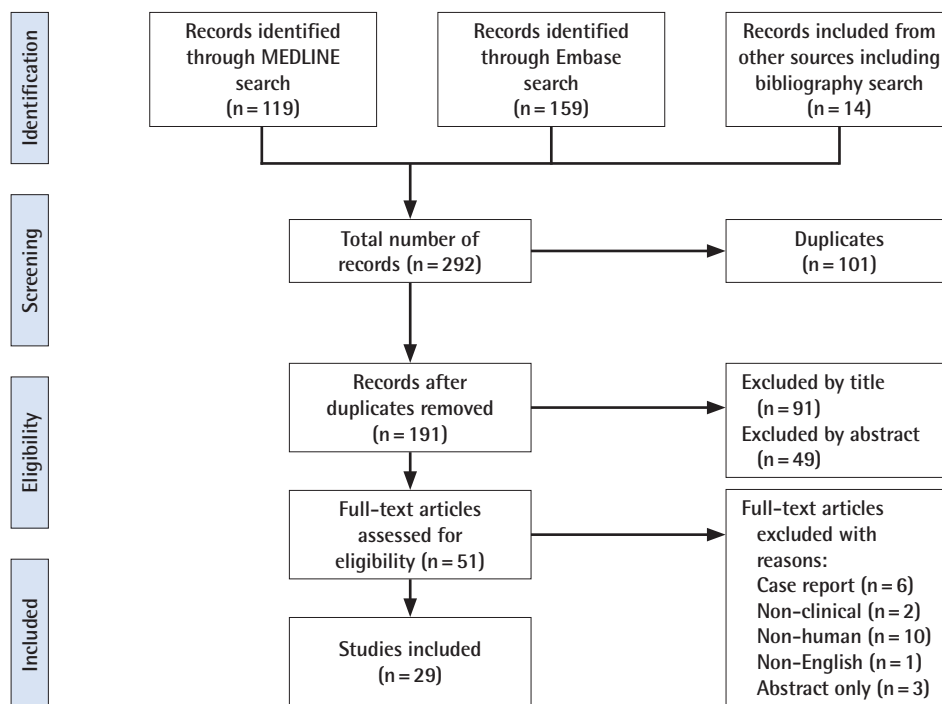 Identification
Records identified
through MEDLINE
search
(n = 119)
Records identified
through Embase
search
(n = 159)
Records included from
other sources including
bibliography search
(n = 14)
Screening
Total number of
records (n = 292)
Duplicates
(n = 101)
Eligibility
Records after
duplicates removed
(n = 191)
Excluded by title
(n = 91)
Excluded by abstract
(n = 49)
Full-text articles
assessed for
eligibility (n = 51)
Full-text articles
excluded with
reasons:
Case report (n = 6)
Non-clinical (n = 2)
Non-human (n = 10)
Non-English (n = 1)
Abstract only (n = 3)
Included
Studies included
(n = 29)